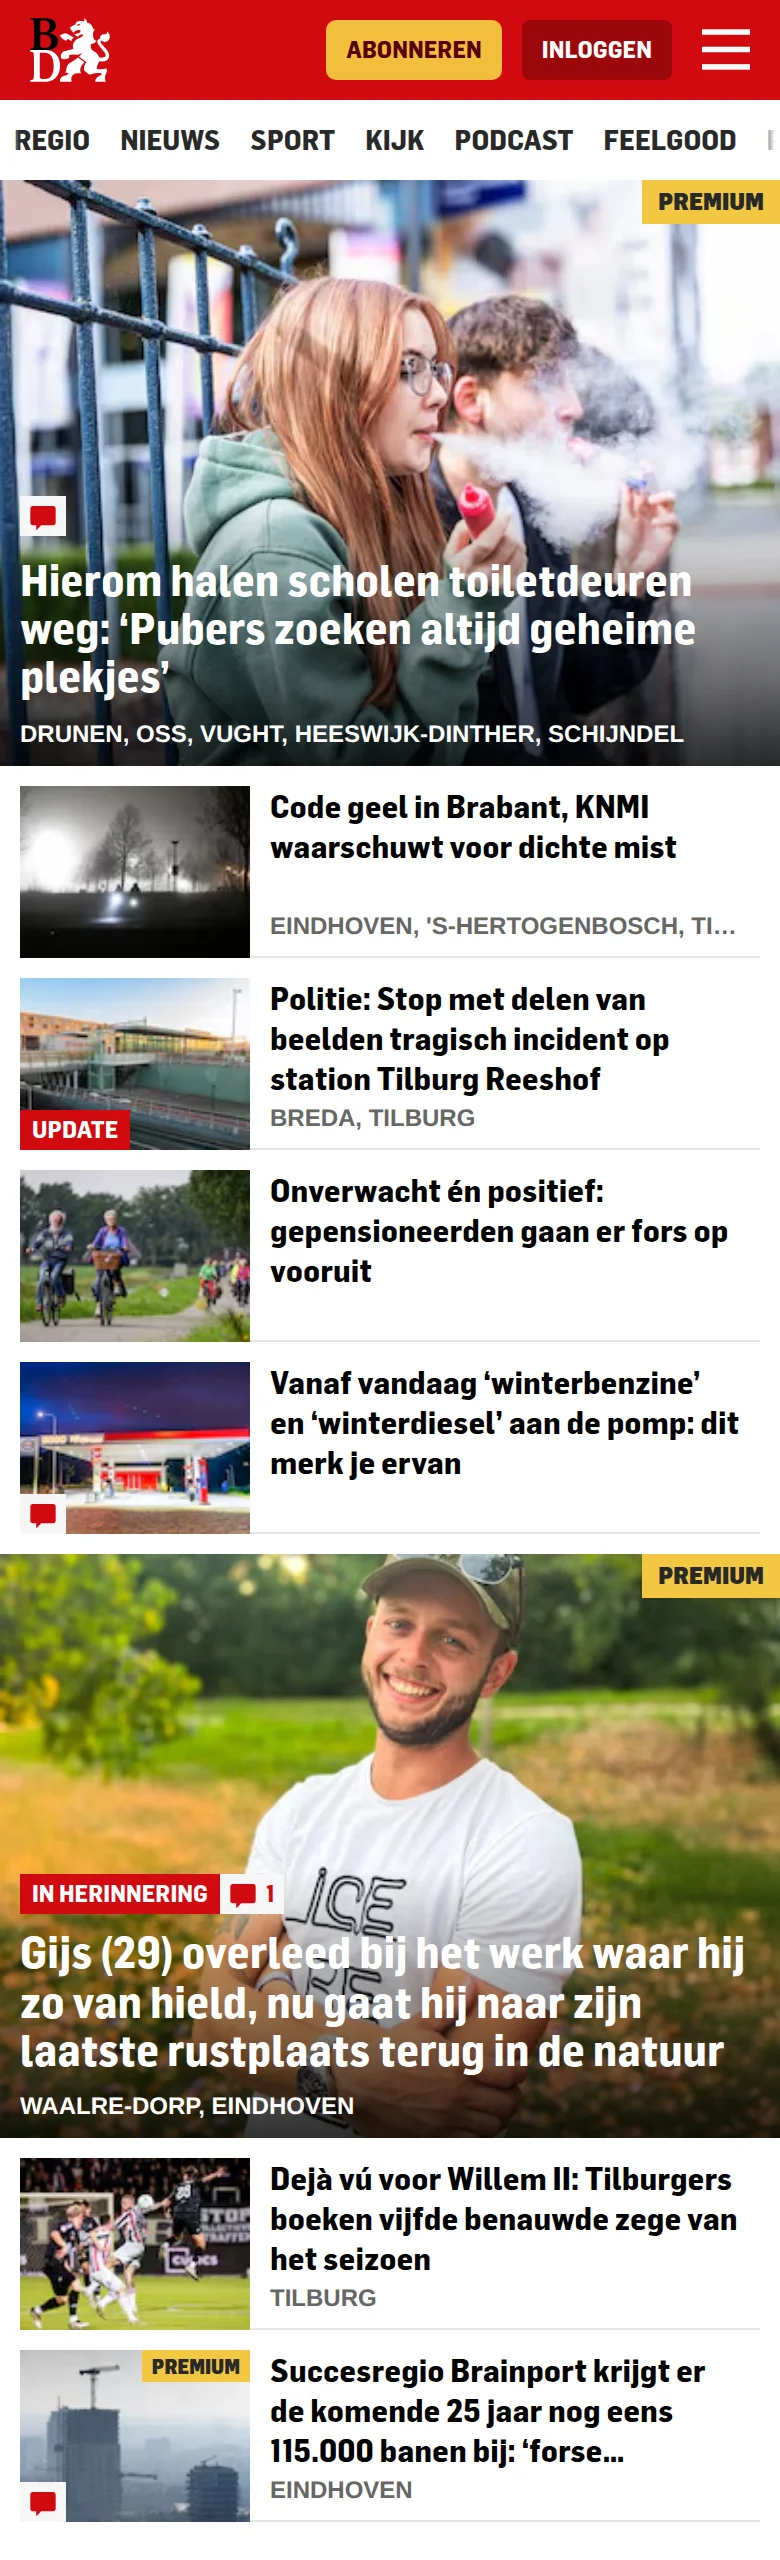 B
D
ABONNEREN
INLOGGEN
REGIO NIEUWS SPORT KIJK PODCAST FEELGOOD
PREMIUM
Hierom halen scholen toiletdeuren
weg: ‘Pubers zoeken altijd geheime
plekjes’
DRUNEN, OSS, VUGHT, HEESWIJK-DINTHER, SCHIJNDEL
Code geel in Brabant, KNMI
waarschuwt voor dichte mist
EINDHOVEN, 'S-HERTOGENBOSCH, TI...
Politie: Stop met delen van
beelden tragisch incident op
station Tilburg Reeshof
UPDATE
BREDA, TILBURG
Onverwacht én positief:
gepensioneerden gaan er fors op
vooruit
Vanaf vandaag ‘winterbenzine’
en ‘winterdiesel’ aan de pomp: dit
merk je ervan
PREMIUM
ICE
IN HERINNERING
1
Gijs (29) overleed bij het werk waar hij
zo van hield, nu gaat hij naar zijn
laatste rustplaats terug in de natuur
WAALRE-DORP, EINDHOVEN
Dejà vú voor Willem II: Tilburgers
boeken vijfde benauwde zege van
het seizoen
TILBURG
PREMIUM
Succesregio Brainport krijgt er
de komende 25 jaar nog eens
115.000 banen bij: ‘forse...
EINDHOVEN